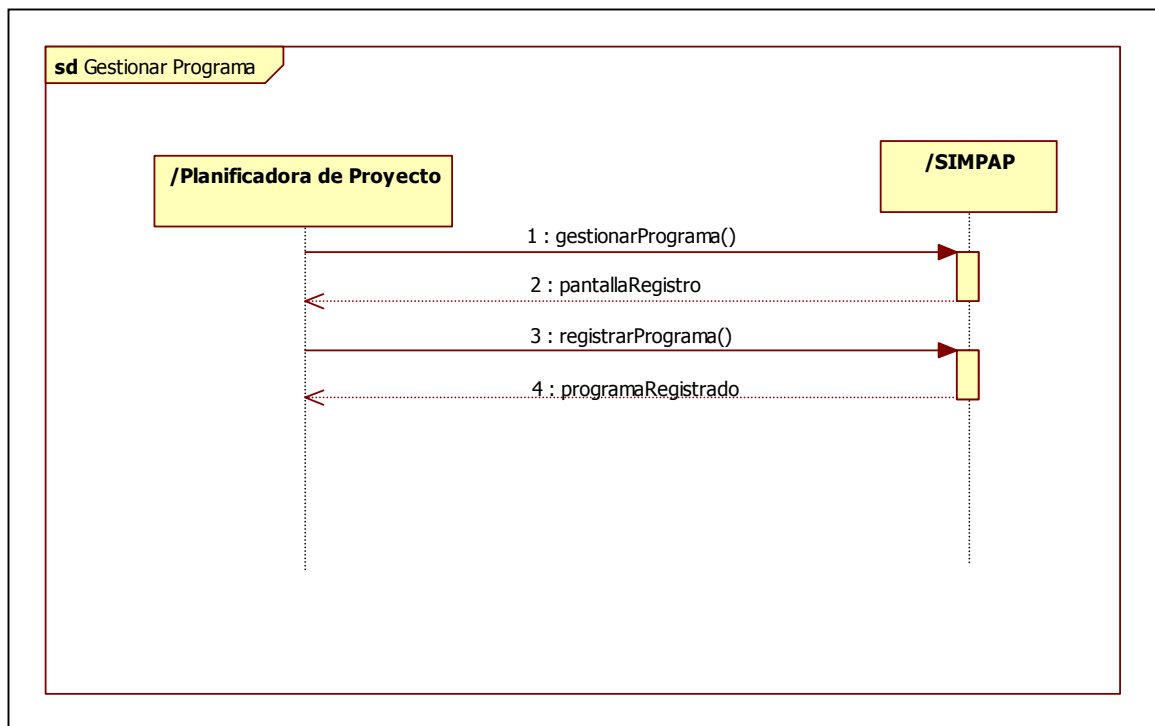 sd Gestionar Programa
/Planificadora de Proyecto
/SIMPAP
1 : gestionarPrograma()
2 : pantallaRegistro
3 : registrarPrograma()
4 : programaRegistrado